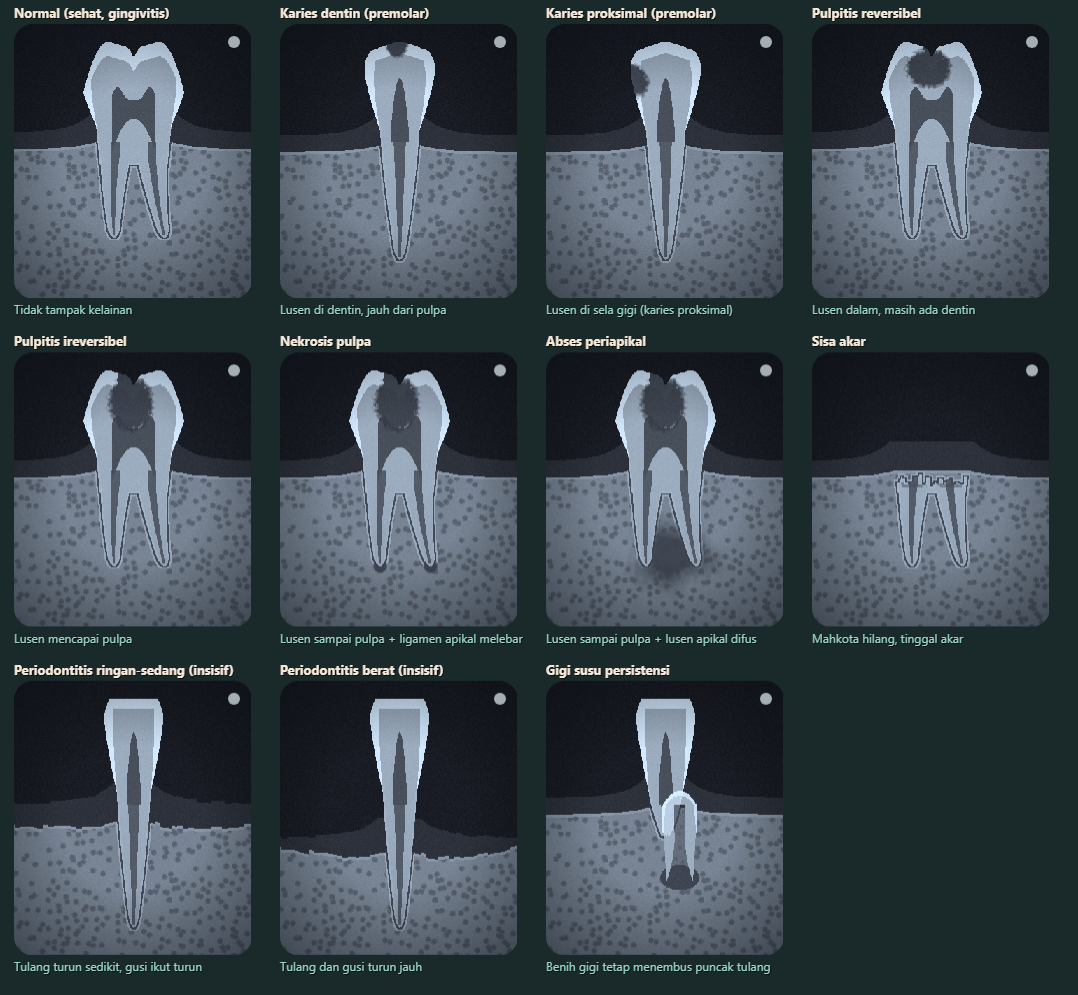 Normal (sehat, gingivitis)
Karies dentin (premolar)
Karies proksimal (premolar)
Pulpitis reversibel
Tidak tampak kelainan
Lusen di dentin, jauh dari pulpa
Lusen di sela gigi (karies proksimal)
Lusen dalam, masih ada dentin
Pulpitis ireversibel
Nekrosis pulpa
Abses periapikal
Sisa akar
Lusen mencapai pulpa
Lusen sampai pulpa + ligamen apikal melebar
Lusen sampai pulpa + lusen apikal difus
Mahkota hilang, tinggal akar
Periodontitis ringan-sedang (insisif)
Periodontitis berat (insisif)
Gigi susu persistensi
Tulang turun sedikit, gusi ikut turun
Tulang dan gusi turun jauh
Benih gigi tetap menembus puncak tulang